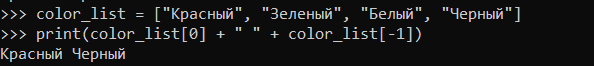 >>> color_list = ["Красный", "Зеленый", "Белый", "Черный"]
>>> print(color_list[0] + " " + color_list[-1])
Красный Черный